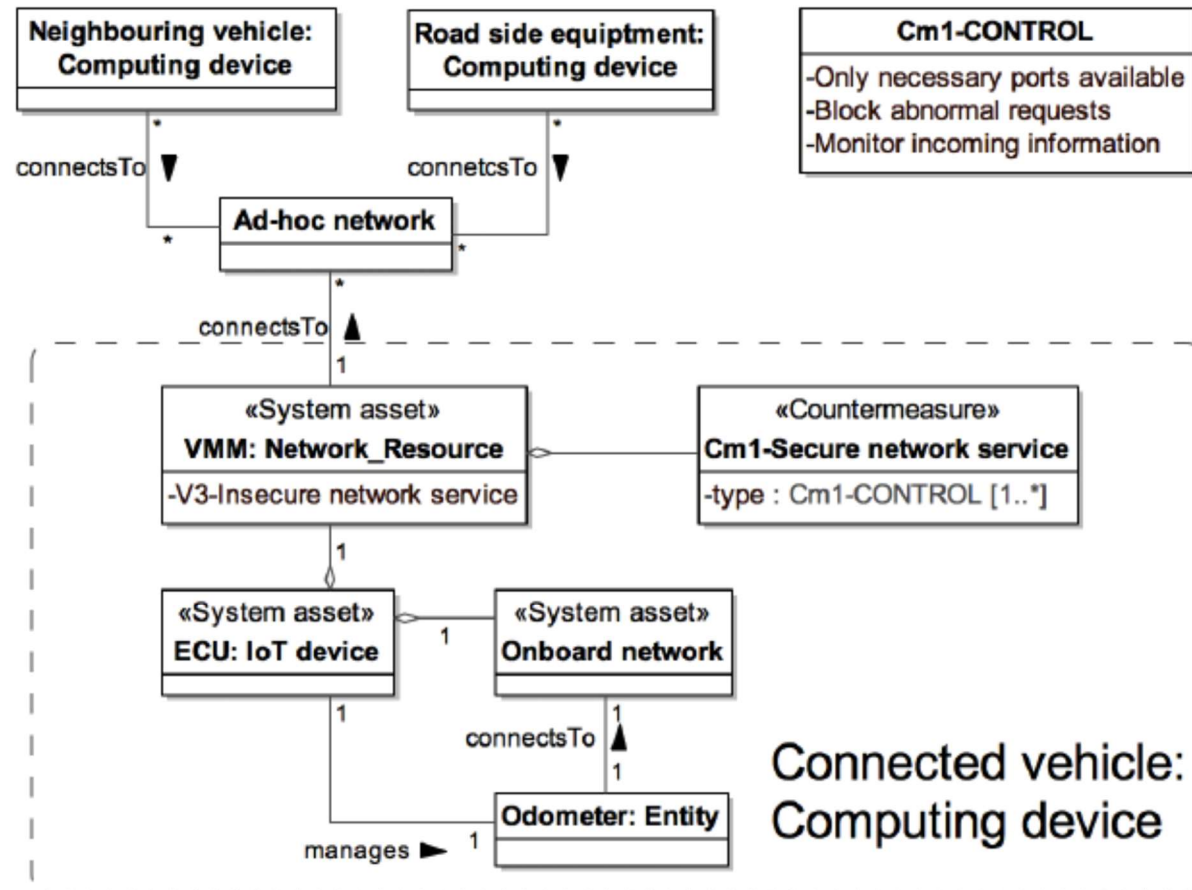 Neighbouring vehicle:
Computing device
Road side equiptment:
Computing device
Cm1-CONTROL
-Only necessary ports available
-Block abnormal requests
-Monitor incoming information
*
*
connectsTo
connetcsTo
Ad-hoc network
*
*
*
connectsTo
1
«System asset»
VMM: Network_Resource
-V3-Insecure network service
«Countermeasure»
Cm1-Secure network service
-type : Cm1-CONTROL [1..*]
1
«System asset»
ECU: IoT device
1
«System asset»
Onboard network
1
1
connectsTo
1
Odometer: Entity
manages
1
Connected vehicle:
Computing device